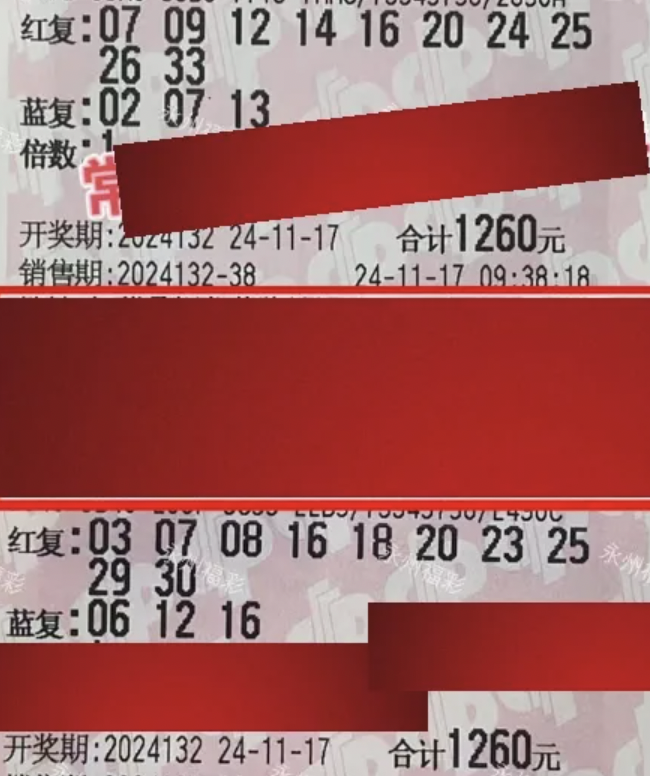 红复:07 09 12 14 16 20 24 25
26 33
蓝复:02 07 13
倍数:1
开奖期:2024132 24-11-17 合计1260元
销售期:2024132-38 24-11-17 09:38:18
红复:03 07 08 16 18 20 23 25
29 30
永州福彩
蓝复:06 12 16
开奖期:2024132 24-11-17 合计1260元